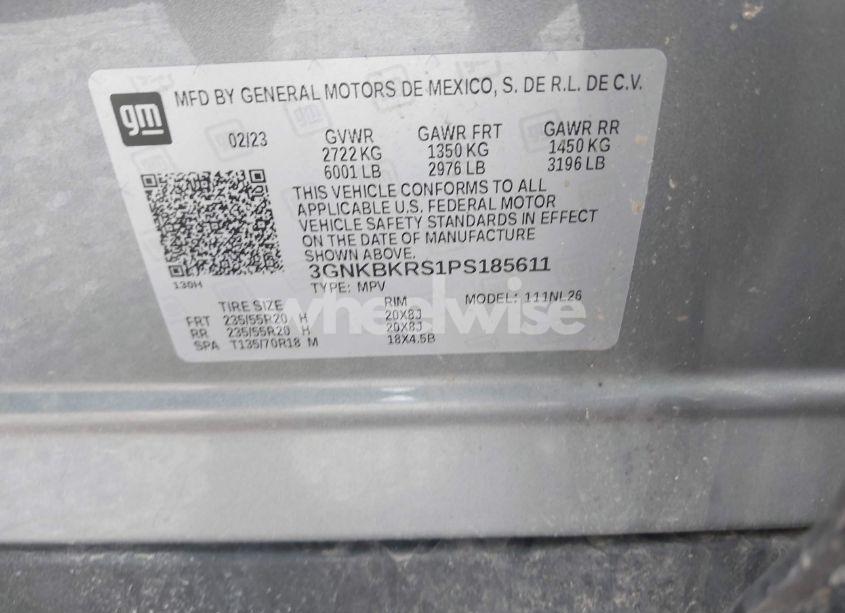 gm MFD BY GENERAL MOTORS DE MEXICO, S. DE R.L. DE C.V.
02/23 GVWR GAWR FRT GAWR RR
2722 KG 1350 KG 1450 KG
6001 LB 2976 LB 3196 LB
THIS VEHICLE CONFORMS TO ALL
APPLICABLE U.S. FEDERAL MOTOR
VEHICLE SAFETY STANDARDS IN EFFECT
ON THE DATE OF MANUFACTURE
SHOWN ABOVE.
130H 3GNKBKRS1PS185611
TYPE: MPV MODEL: 111NL26
TIRE SIZE RIM
FRT 235/55R20 H 20X8J
RR 235/55R20 H 20X8J
SPA T135/70R18 M 18X4.5B
wheelwise